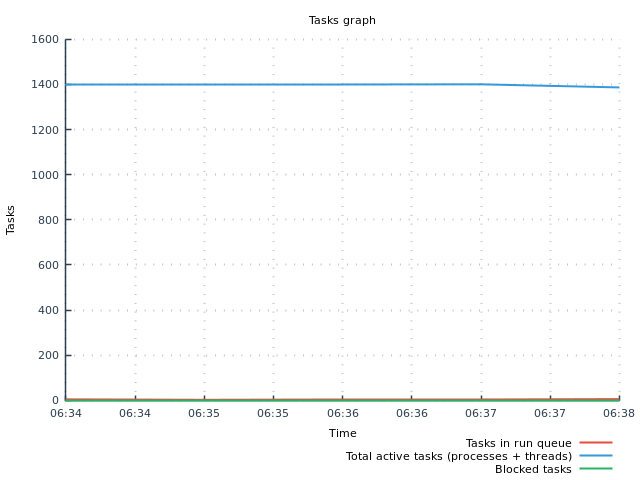 Tasks graph
1600
1400
1200
1000
800
600
400
200
0
Tasks
06:34 06:34 06:35 06:35 06:36 06:36 06:37 06:37 06:38
Time
Tasks in run queue
Total active tasks (processes + threads)
Blocked tasks